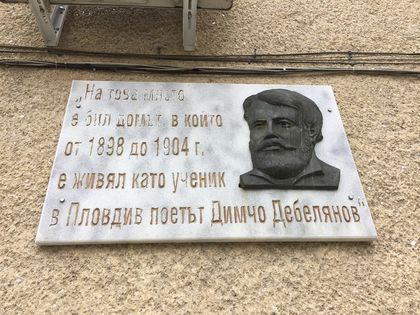 „На това място
е бил домът, в който
от 1898 до 1904 г.
е живял като ученик
в Пловдив поетът Димчо Дебелянов“